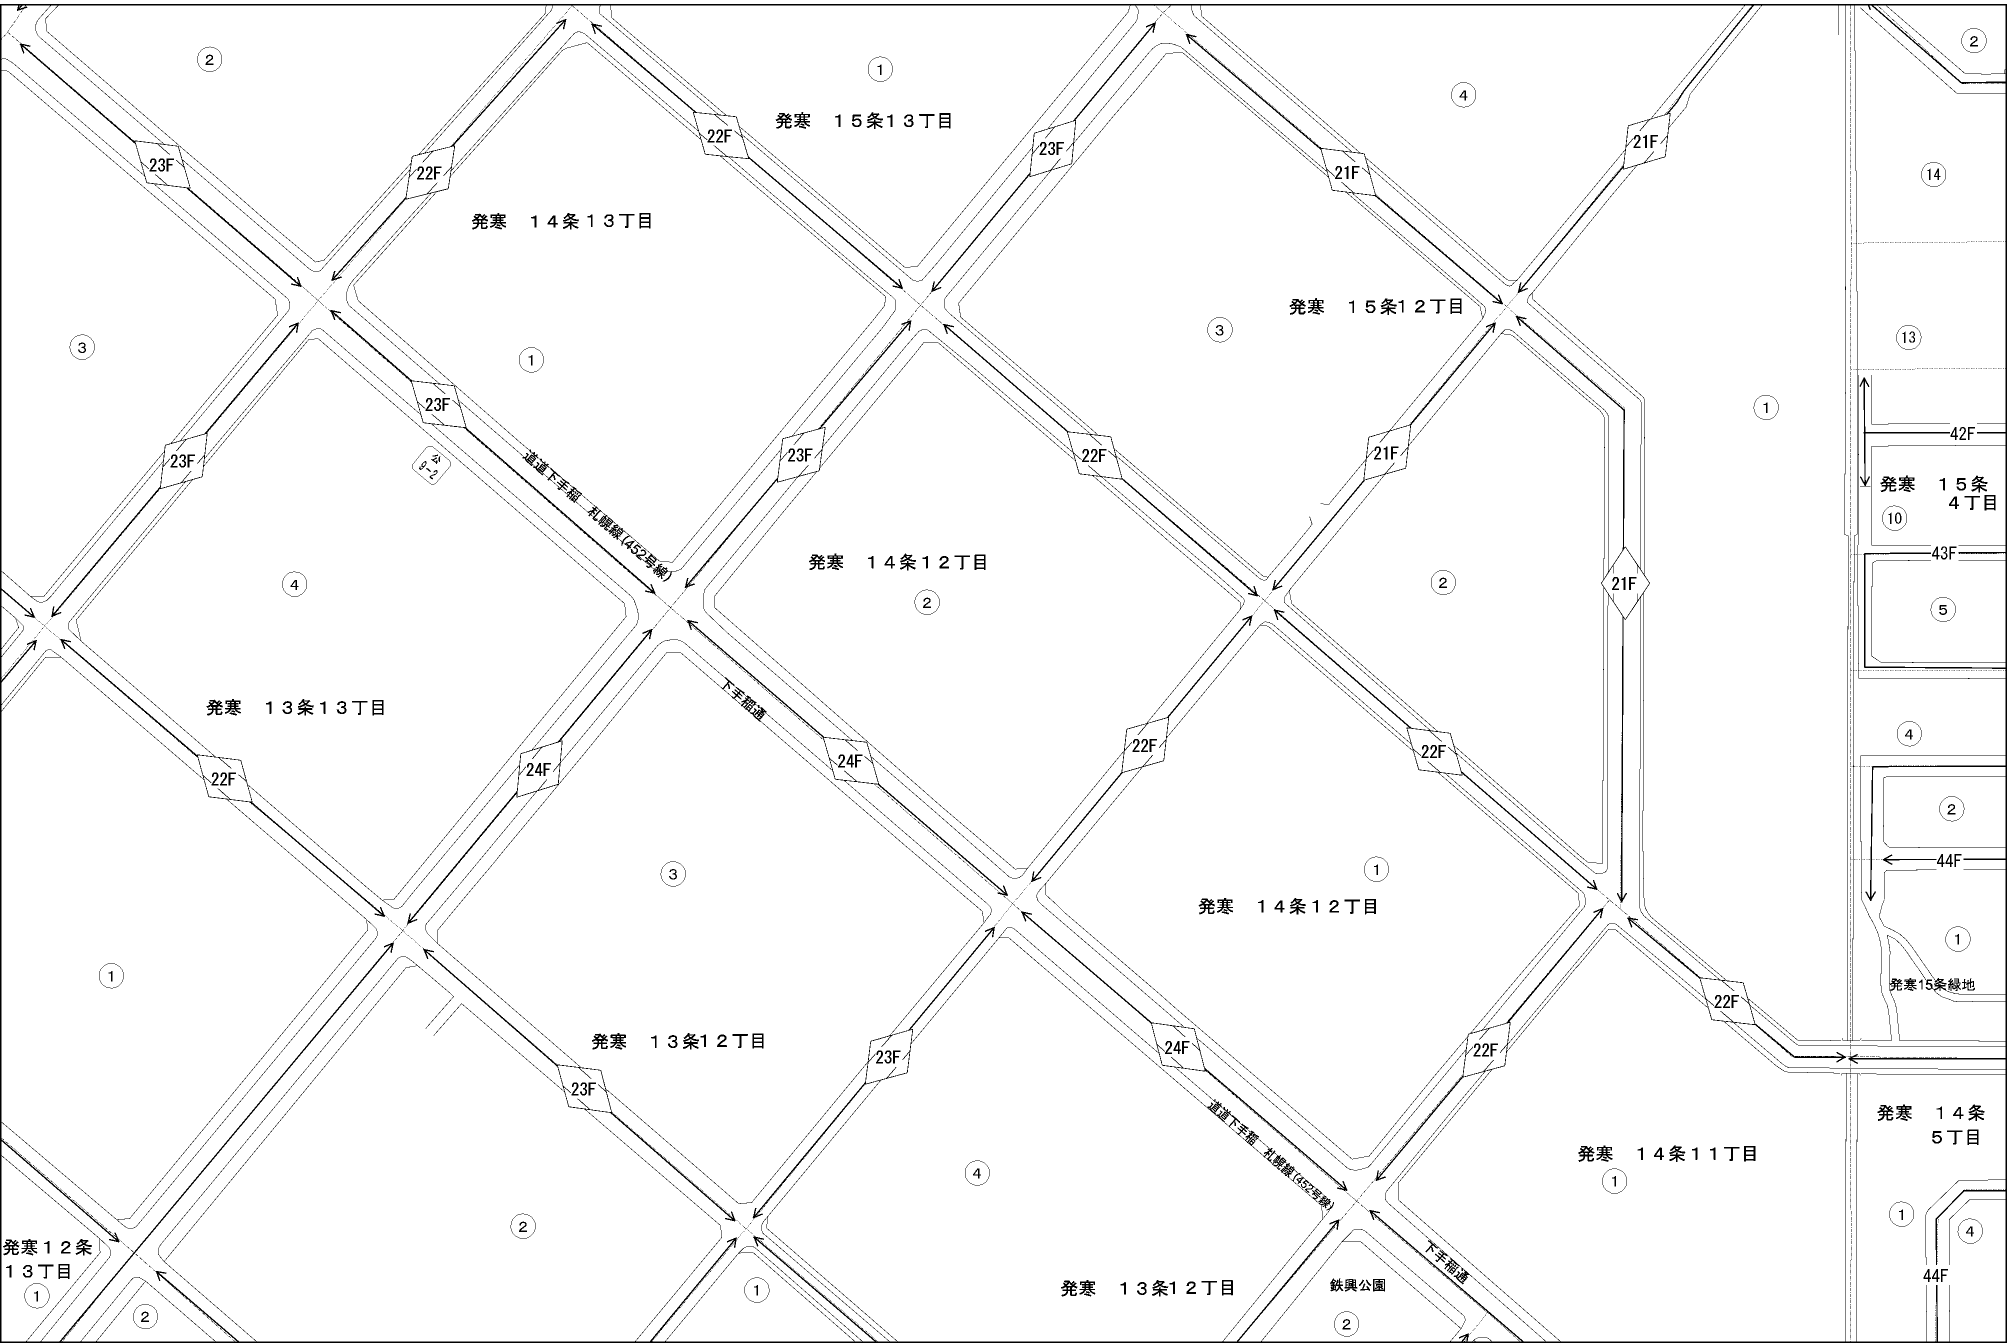 ②
②
①
④
発寒　１５条１３丁目
22F
23F
21F
23F
22F
21F
⑭
発寒　１４条１３丁目
発寒　１５条１２丁目
③
⑬
③
①
①
23F
42F
21F
公
9-2
道道下手稲　札幌線(452号線)
23F
22F
23F
発寒　１５条
４丁目
⑩
43F
発寒　１４条１２丁目
④
②
②
21F
⑤
下手稲通
発寒　１３条１３丁目
22F
22F
④
24F
24F
22F
②
44F
③
①
発寒　１４条１２丁目
①
①
発寒15条緑地
22F
発寒　１３条１２丁目
23F
24F
22F
23F
道道下手稲　札幌線(452号線)
発寒　１４条
５丁目
発寒　１４条１１丁目
①
④
②
①
④
発寒１２条
１３丁目
①
下手稲通
44F
発寒　１３条１２丁目
鉄興公園
①
②
②